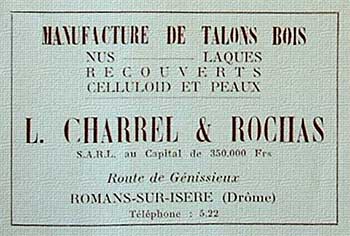 MANUFACTURE DE TALONS BOIS
NUS ——— LAQUES
RECOUVERTS
CELLULOID ET PEAUX
L. CHARREL & ROCHAS
S.A.R.L. au Capital de 350.000 Frs
Route de Génissieux
ROMANS-SUR-ISERE (Drôme)
Téléphone : 5.22